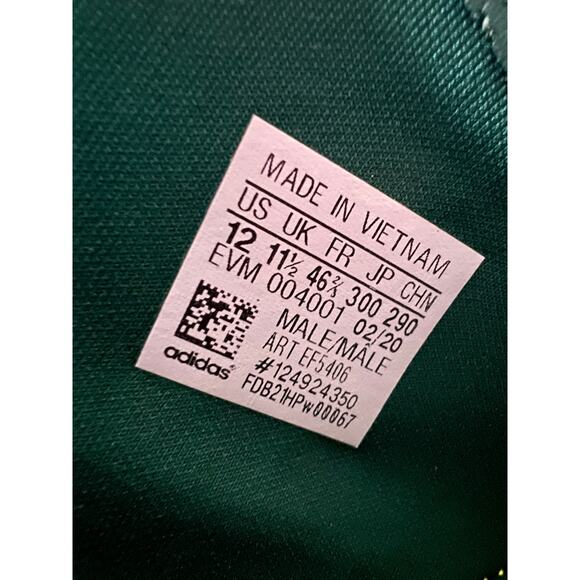 MADE IN VIETNAM
US UK FR JP CHN
12 11½ 46⅔ 300 290
EVM 004001 02/20
MALE/MÂLE
ART EF5406
#124924350
FDB21HPw00067
adidas